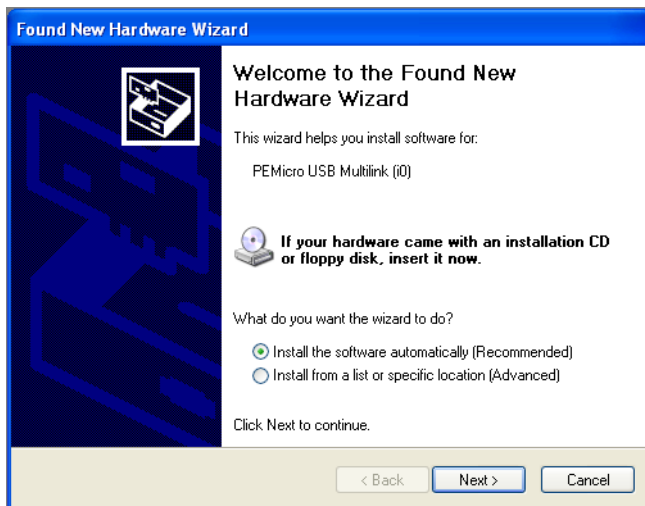 Found New Hardware Wizard
Welcome to the Found New
Hardware Wizard
This wizard helps you install software for:
PEMicro USB Multilink (i0)
If your hardware came with an installation CD
or floppy disk, insert it now.
What do you want the wizard to do?
Install the software automatically (Recommended)
Install from a list or specific location (Advanced)
Click Next to continue.
< Back
Next >
Cancel